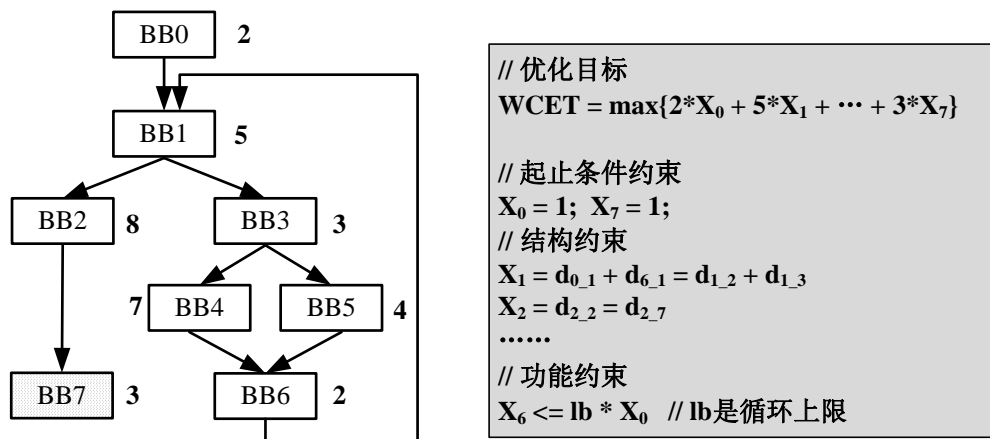 BB0 2
BB1
5
BB2 8
BB3 3
7 BB4
BB5 4
BB7 3
BB6 2
// 优化目标
WCET = max{2*X₀ + 5*X₁ + ··· + 3*X₇}
// 起止条件约束
X₀ = 1; X₇ = 1;
// 结构约束
X₁ = d₀_₁ + d₆_₁ = d₁_₂ + d₁_₃
X₂ = d₂_₂ = d₂_₇
······
// 功能约束
X₆ <= lb * X₀ // lb是循环上限